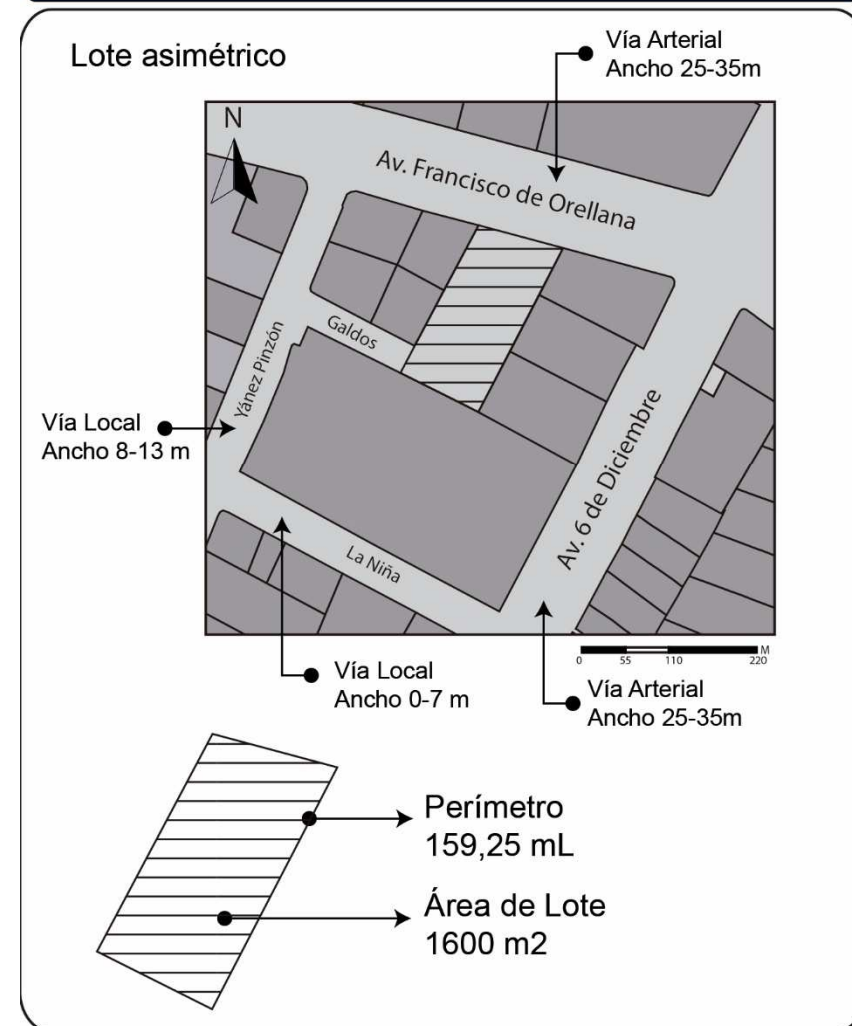 Lote asimétrico
Vía Arterial
Ancho 25-35m
N
Av. Francisco de Orellana
Galdos
Yánez Pinzón
Vía Local
Ancho 8-13 m
Av. 6 de Diciembre
La Niña
M
0 55 110 220
Vía Local
Ancho 0-7 m
Vía Arterial
Ancho 25-35m
Perímetro
159,25 mL
Área de Lote
1600 m2